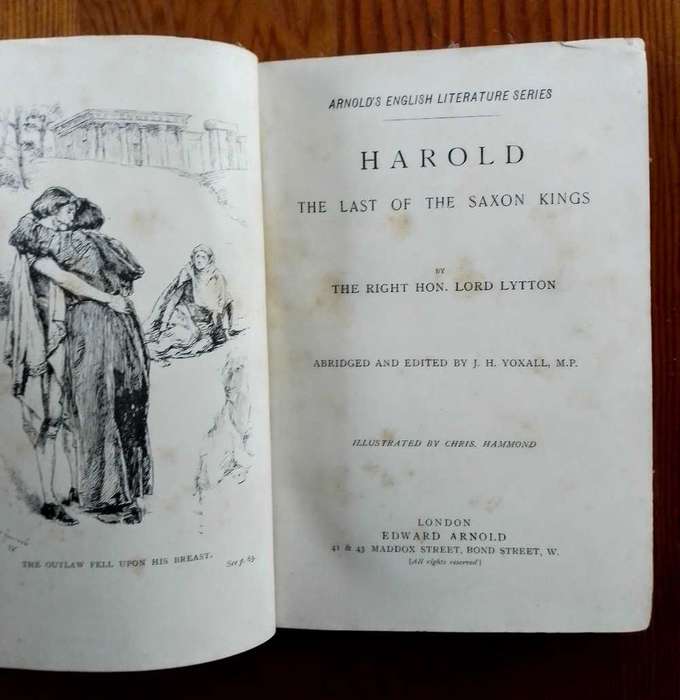 THE OUTLAW FELL UPON HIS BREAST.
See p. 63.
ARNOLD'S ENGLISH LITERATURE SERIES
HAROLD
THE LAST OF THE SAXON KINGS
BY
THE RIGHT HON. LORD LYTTON
ABRIDGED AND EDITED BY J. H. YOXALL, M.P.
ILLUSTRATED BY CHRIS. HAMMOND
LONDON
EDWARD ARNOLD
41 & 43 MADDOX STREET, BOND STREET, W.
[All rights reserved]